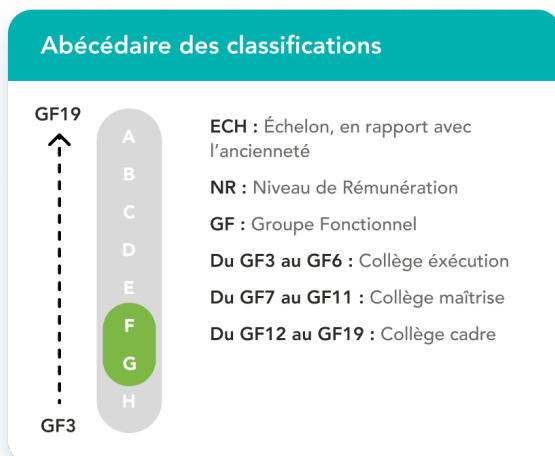 Abécédaire des classifications
GF19
A
B
C
D
E
F
G
H
GF3
ECH : Échelon, en rapport avec
l'ancienneté
NR : Niveau de Rémunération
GF : Groupe Fonctionnel
Du GF3 au GF6 : Collège éxécution
Du GF7 au GF11 : Collège maîtrise
Du GF12 au GF19 : Collège cadre